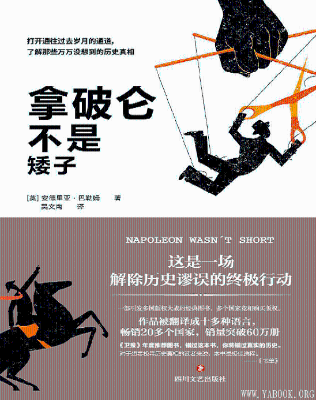 打开通往过去岁月的通道，
了解那些万万没想到的历史真相
拿破仑
不是
矮子
[英] 安德里亚·巴勒姆 著
吴文南 译
NAPOLEON WASN'T SHORT
这是一场
解除历史谬误的终极行动
作品被翻译成十多种语言，
畅销20多个国家，销量突破60万册
四川文艺出版社
WWW.YABOOK.ORG